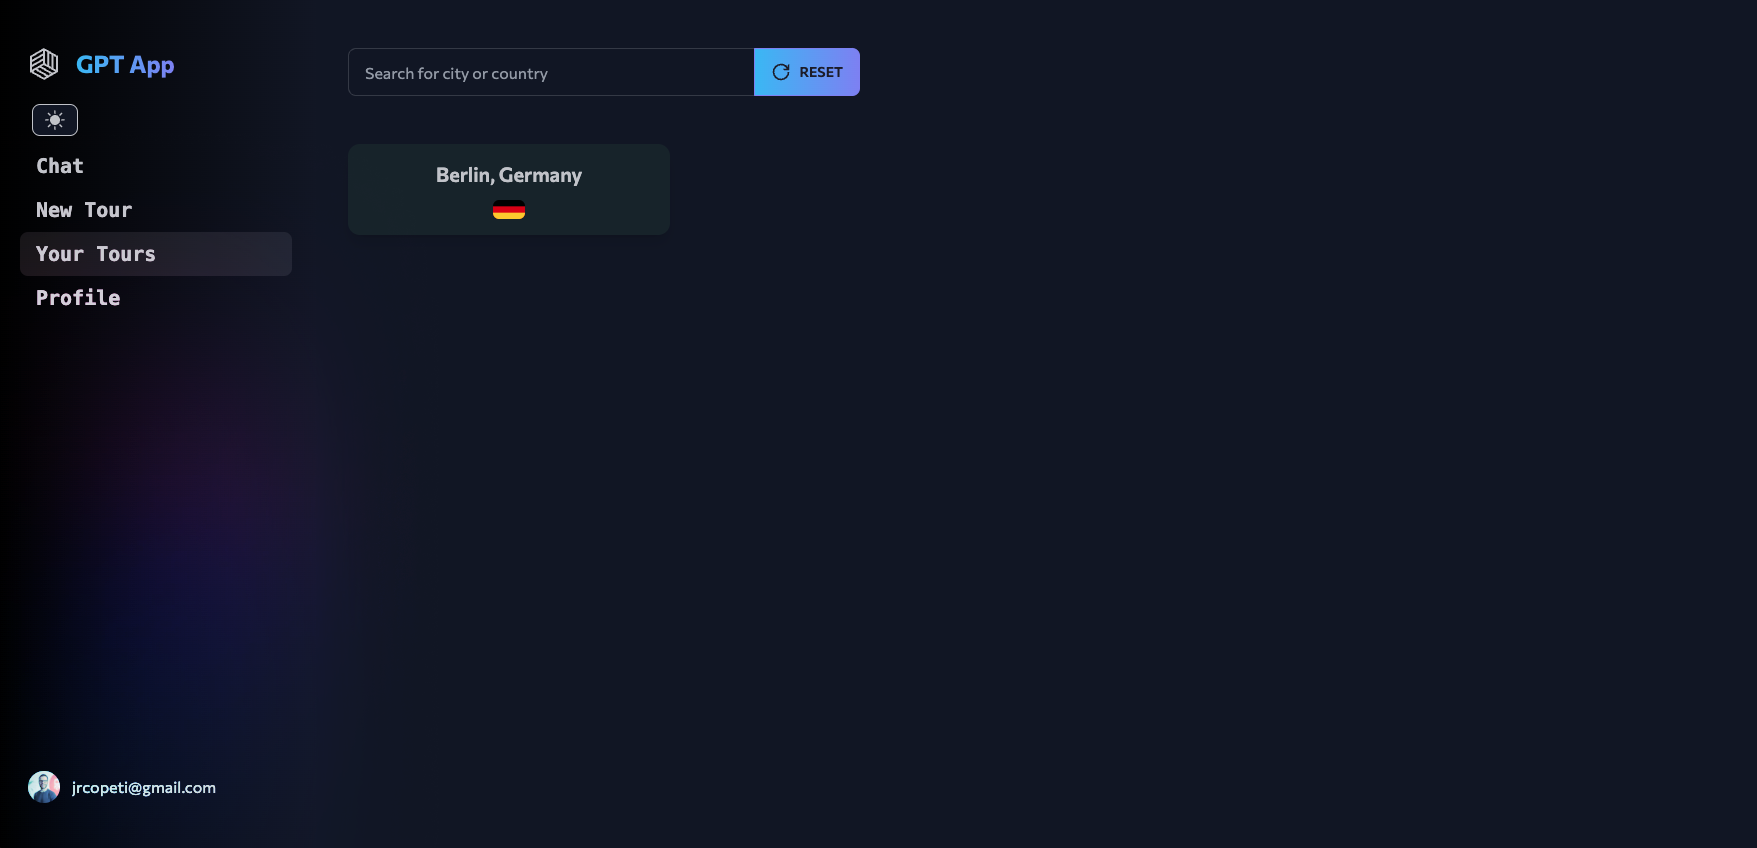 GPT App
Chat
New Tour
Your Tours
Profile
jrcopeti@gmail.com
Search for city or country
RESET
Berlin, Germany